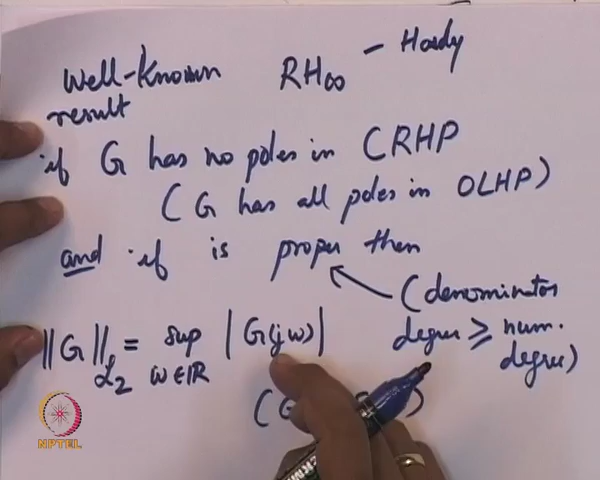 Well-Known RH∞ – Hardy
result
if G has no poles in CRHP
(G has all poles in OLHP)
and if is proper then
(denominator
degree ≥ num.
degree)
||G||_{L2} = sup |G(jw)|
w∈ℝ
(G
NPTEL